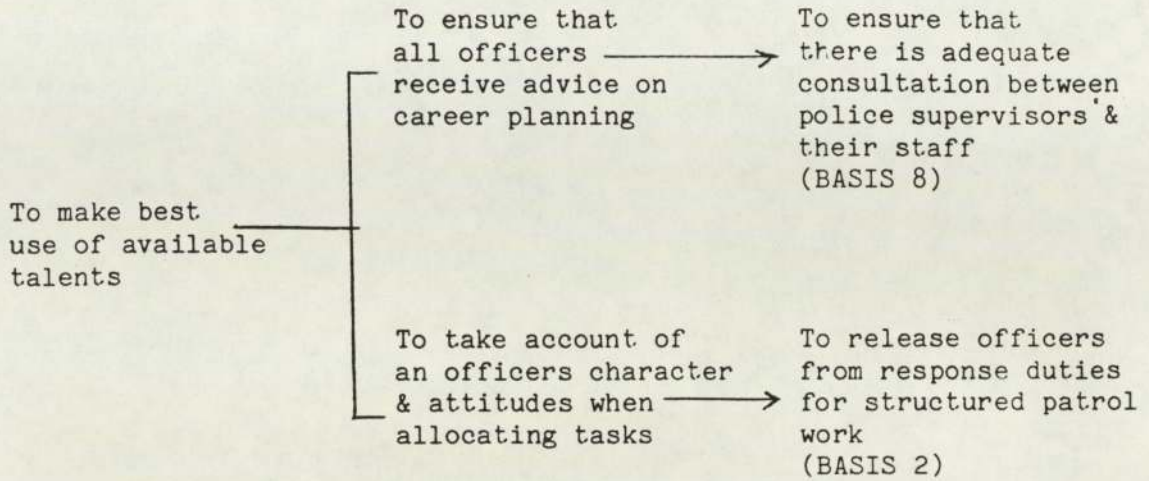 To make best
use of available
talents
To ensure that
all officers
receive advice on
career planning
To ensure that
there is adequate
consultation between
police supervisors &
their staff
(BASIS 8)
To take account of
an officers character
& attitudes when
allocating tasks
To release officers
from response duties
for structured patrol
work
(BASIS 2)